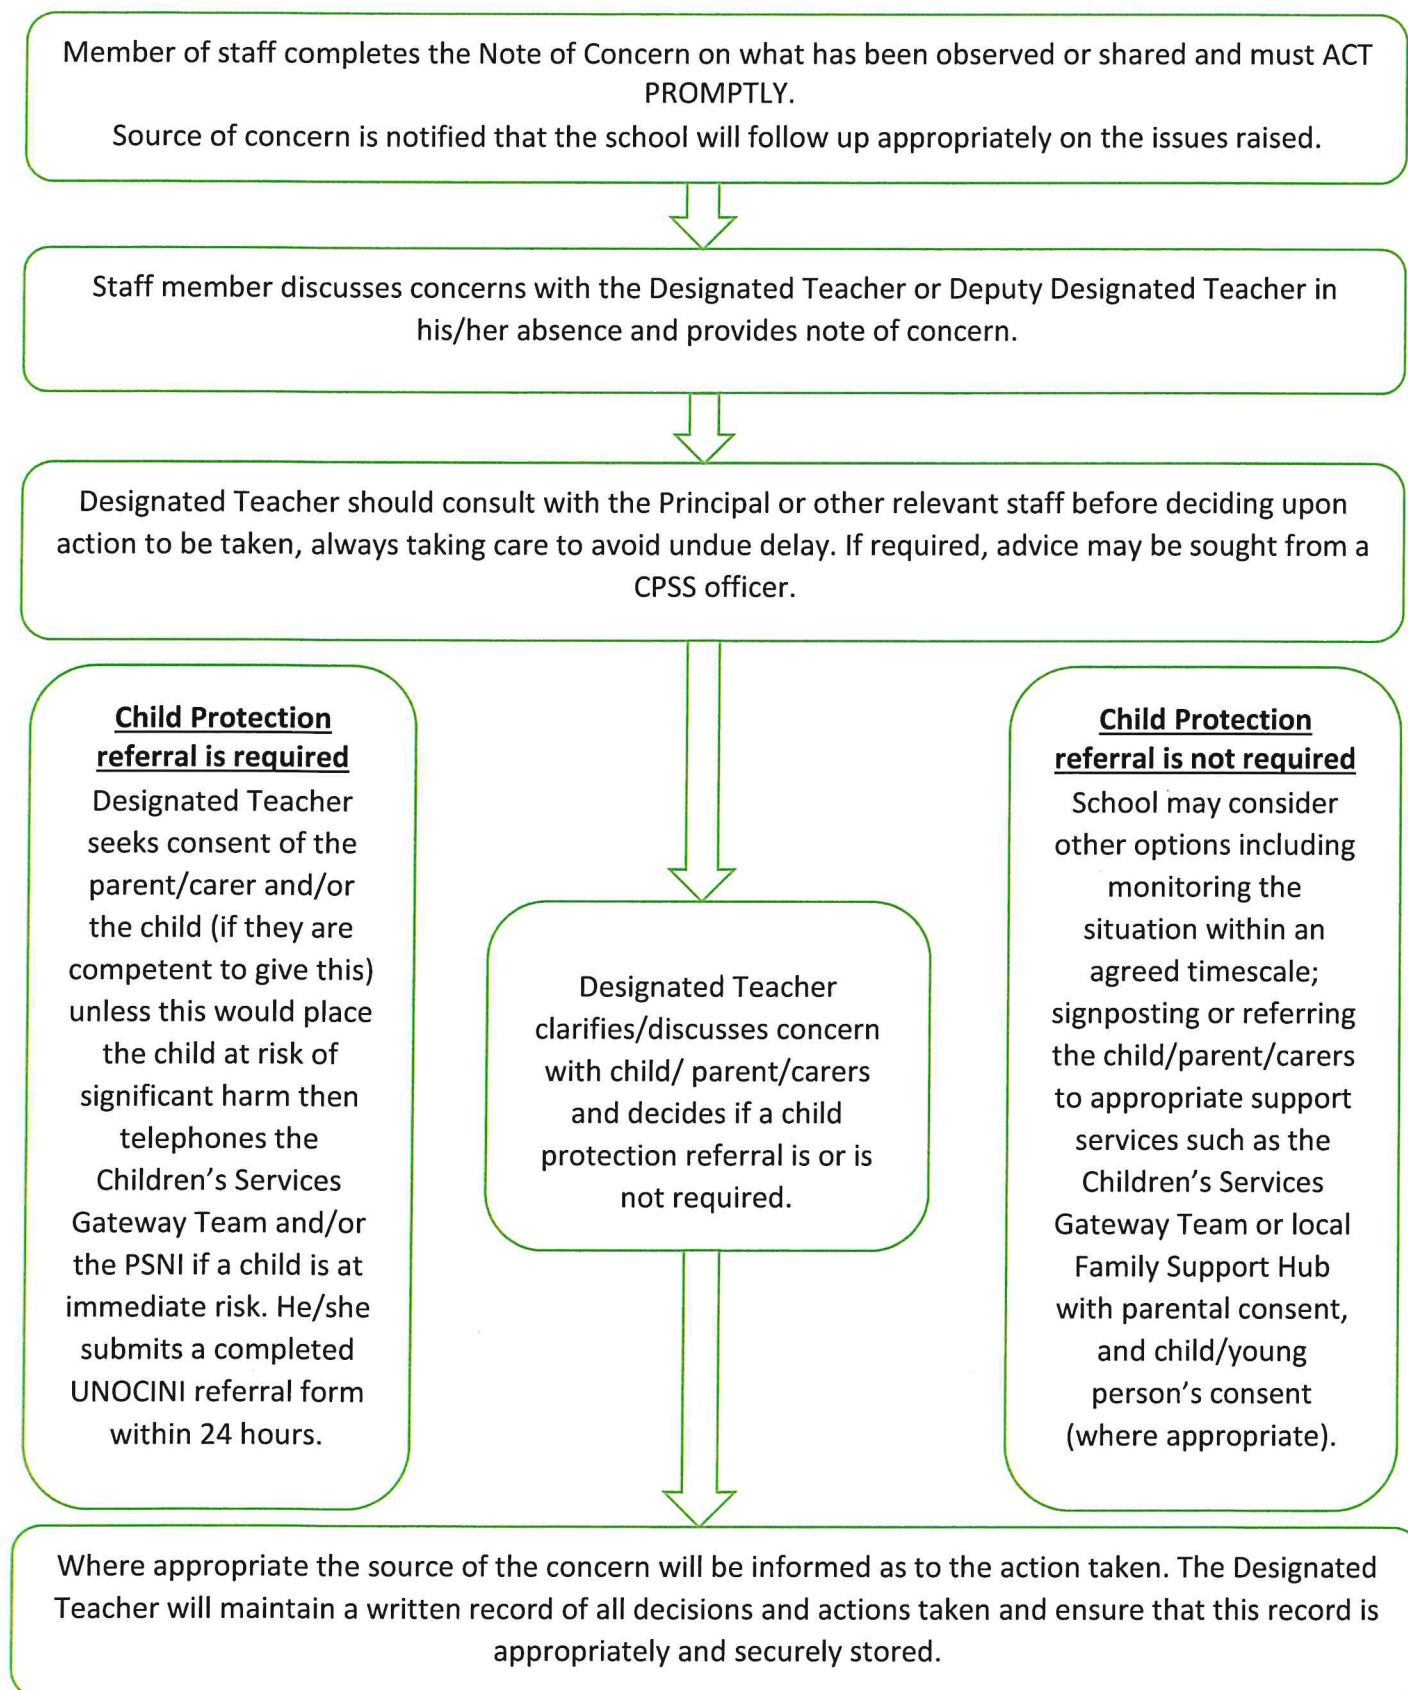 Member of staff completes the Note of Concern on what has been observed or shared and must ACT
PROMPTLY.
Source of concern is notified that the school will follow up appropriately on the issues raised.
Staff member discusses concerns with the Designated Teacher or Deputy Designated Teacher in
his/her absence and provides note of concern.
Designated Teacher should consult with the Principal or other relevant staff before deciding upon
action to be taken, always taking care to avoid undue delay. If required, advice may be sought from a
CPSS officer.
Child Protection
referral is required
Designated Teacher
seeks consent of the
parent/carer and/or
the child (if they are
competent to give this)
unless this would place
the child at risk of
significant harm then
telephones the
Children’s Services
Gateway Team and/or
the PSNI if a child is at
immediate risk. He/she
submits a completed
UNOCINI referral form
within 24 hours.
Designated Teacher
clarifies/discusses concern
with child/ parent/carers
and decides if a child
protection referral is or is
not required.
Child Protection
referral is not required
School may consider
other options including
monitoring the
situation within an
agreed timescale;
signposting or referring
the child/parent/carers
to appropriate support
services such as the
Children’s Services
Gateway Team or local
Family Support Hub
with parental consent,
and child/young
person’s consent
(where appropriate).
Where appropriate the source of the concern will be informed as to the action taken. The Designated
Teacher will maintain a written record of all decisions and actions taken and ensure that this record is
appropriately and securely stored.